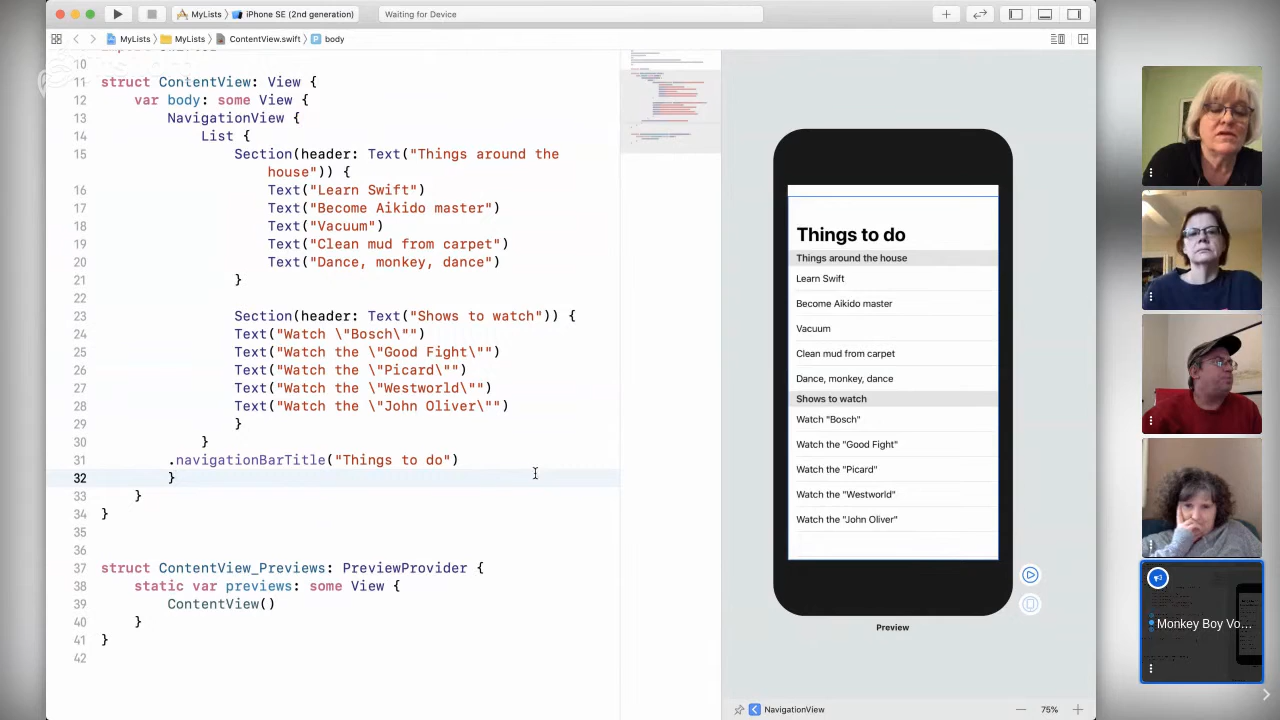 MyLists
iPhone SE (2nd generation)
Waiting for Device
MyLists
MyLists
ContentView.swift
body
10
11 struct ContentView: View {
12 var body: some View {
13 NavigationView {
14 List {
15 Section(header: Text("Things around the
house")) {
16 Text("Learn Swift")
17 Text("Become Aikido master")
18 Text("Vacuum")
19 Text("Clean mud from carpet")
20 Text("Dance, monkey, dance")
21 }
22
23 Section(header: Text("Shows to watch")) {
24 Text("Watch \"Bosch\"")
25 Text("Watch the \"Good Fight\"")
26 Text("Watch the \"Picard\"")
27 Text("Watch the \"Westworld\"")
28 Text("Watch the \"John Oliver\"")
29 }
30 }
31 .navigationBarTitle("Things to do")
32 }
33 }
34 }
35
36
37 struct ContentView_Previews: PreviewProvider {
38 static var previews: some View {
39 ContentView()
40 }
41 }
42
Things to do
Things around the house
Learn Swift
Become Aikido master
Vacuum
Clean mud from carpet
Dance, monkey, dance
Shows to watch
Watch "Bosch"
Watch the "Good Fight"
Watch the "Picard"
Watch the "Westworld"
Watch the "John Oliver"
Preview
NavigationView
75%
Monkey Boy Vo...